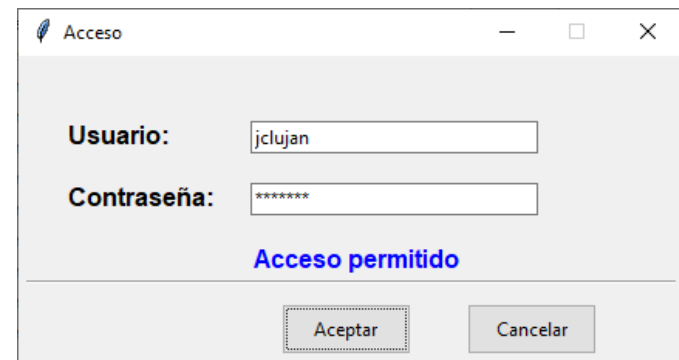 Acceso
Usuario: jclujan
Contraseña: *******
Acceso permitido
Aceptar Cancelar